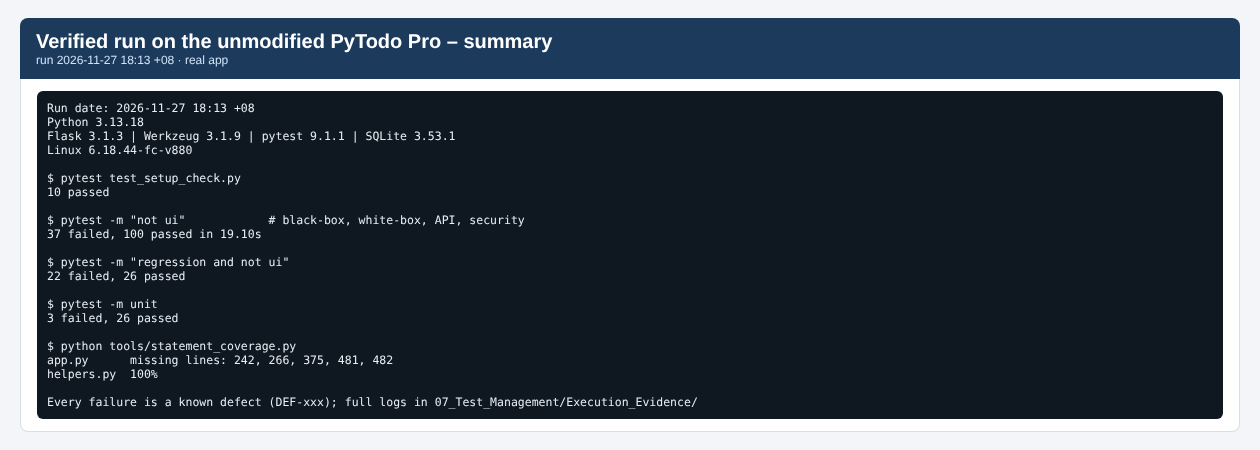 Verified run on the unmodified PyTodo Pro – summary
run 2026-11-27 18:13 +08 · real app
Run date: 2026-11-27 18:13 +08
Python 3.13.18
Flask 3.1.3 | Werkzeug 3.1.9 | pytest 9.1.1 | SQLite 3.53.1
Linux 6.18.44-fc-v880
$ pytest test_setup_check.py
10 passed
$ pytest -m "not ui"            # black-box, white-box, API, security
37 failed, 100 passed in 19.10s
$ pytest -m "regression and not ui"
22 failed, 26 passed
$ pytest -m unit
3 failed, 26 passed
$ python tools/statement_coverage.py
app.py      missing lines: 242, 266, 375, 481, 482
helpers.py  100%
Every failure is a known defect (DEF-xxx); full logs in 07_Test_Management/Execution_Evidence/